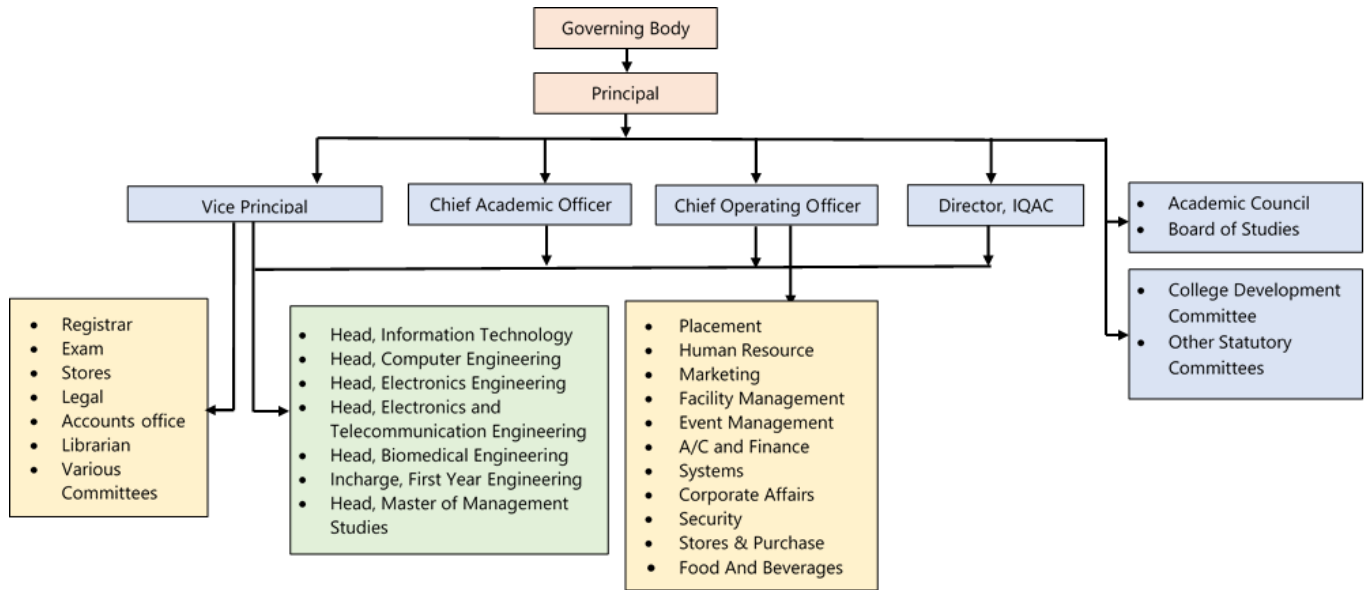 Governing Body
Principal
Vice Principal
Chief Academic Officer
Chief Operating Officer
Director, IQAC
• Academic Council
• Board of Studies
• College Development
Committee
• Other Statutory
Committees
• Registrar
• Exam
• Stores
• Legal
• Accounts office
• Librarian
• Various
Committees
• Head, Information Technology
• Head, Computer Engineering
• Head, Electronics Engineering
• Head, Electronics and
Telecommunication Engineering
• Head, Biomedical Engineering
• Incharge, First Year Engineering
• Head, Master of Management
Studies
• Placement
• Human Resource
• Marketing
• Facility Management
• Event Management
• A/C and Finance
• Systems
• Corporate Affairs
• Security
• Stores & Purchase
• Food And Beverages